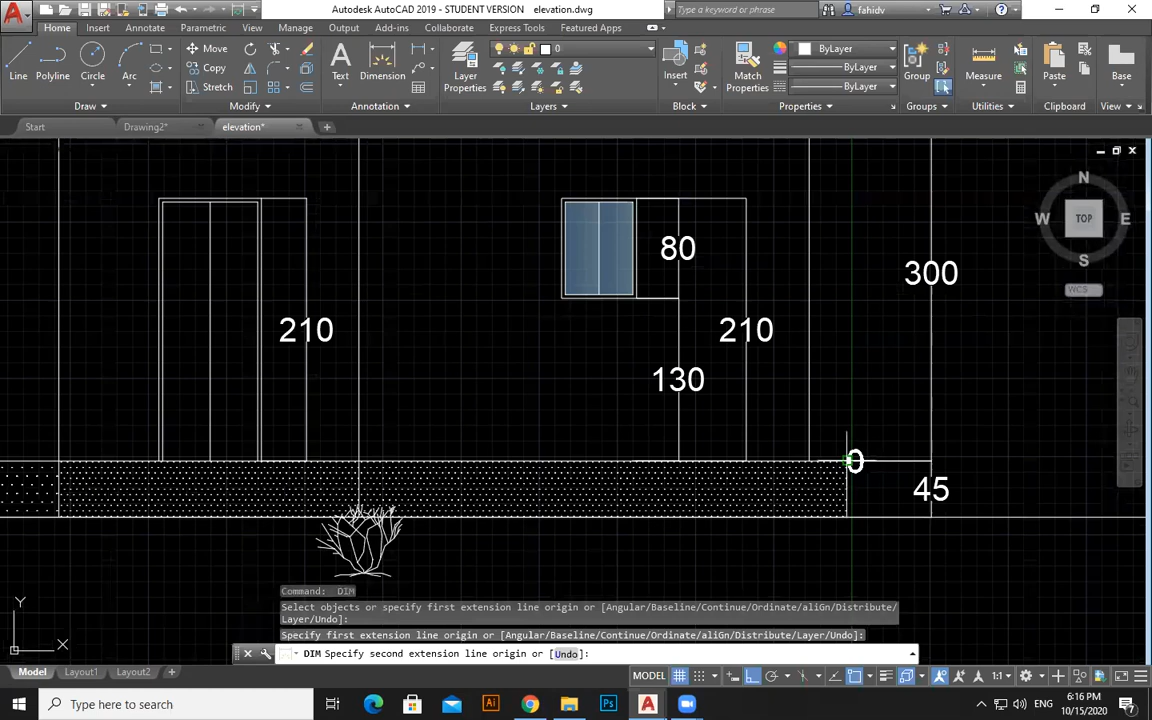 Autodesk AutoCAD 2019 - STUDENT VERSION elevation.dwg
Type a keyword or phrase
fahidv
Home Insert Annotate Parametric View Manage Output Add-ins Collaborate Express Tools Featured Apps
Line Polyline Circle Arc
Move Copy Stretch
Text Dimension
Layer Properties
0
Insert
Match Properties
ByLayer
ByLayer
ByLayer
Group
Measure
Paste
Base
Draw Modify Annotation Layers Block Properties Groups Utilities Clipboard View
Start Drawing2* elevation*
N
W TOP E
S
WCS
80
300
210
210
130
0
45
Command: DIM
Select objects or specify first extension line origin or [Angular/Baseline/Continue/Ordinate/aliGn/Distribute/
Layer/Undo]:
Specify first extension line origin or [Angular/Baseline/Continue/Ordinate/aliGn/Distribute/Layer/Undo]:
DIM Specify second extension line origin or [Undo]:
Y
X
Model Layout1 Layout2
MODEL 1:1
Type here to search
Ai
Ps
A
ENG
6:16 PM
10/15/2020
7